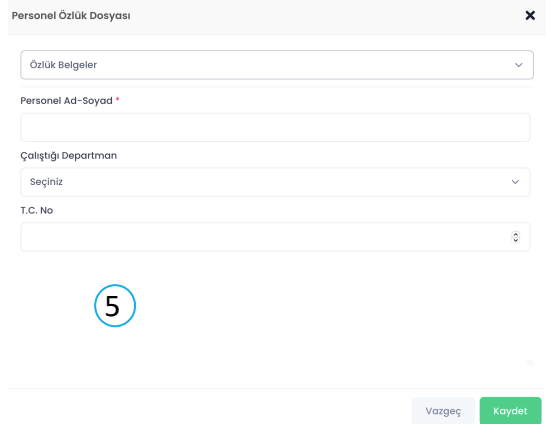 Personel Özlük Dosyası
Özlük Belgeler
Personel Ad-Soyad *
Çalıştığı Departman
Seçiniz
T.C. No
5
Vazgeç Kaydet